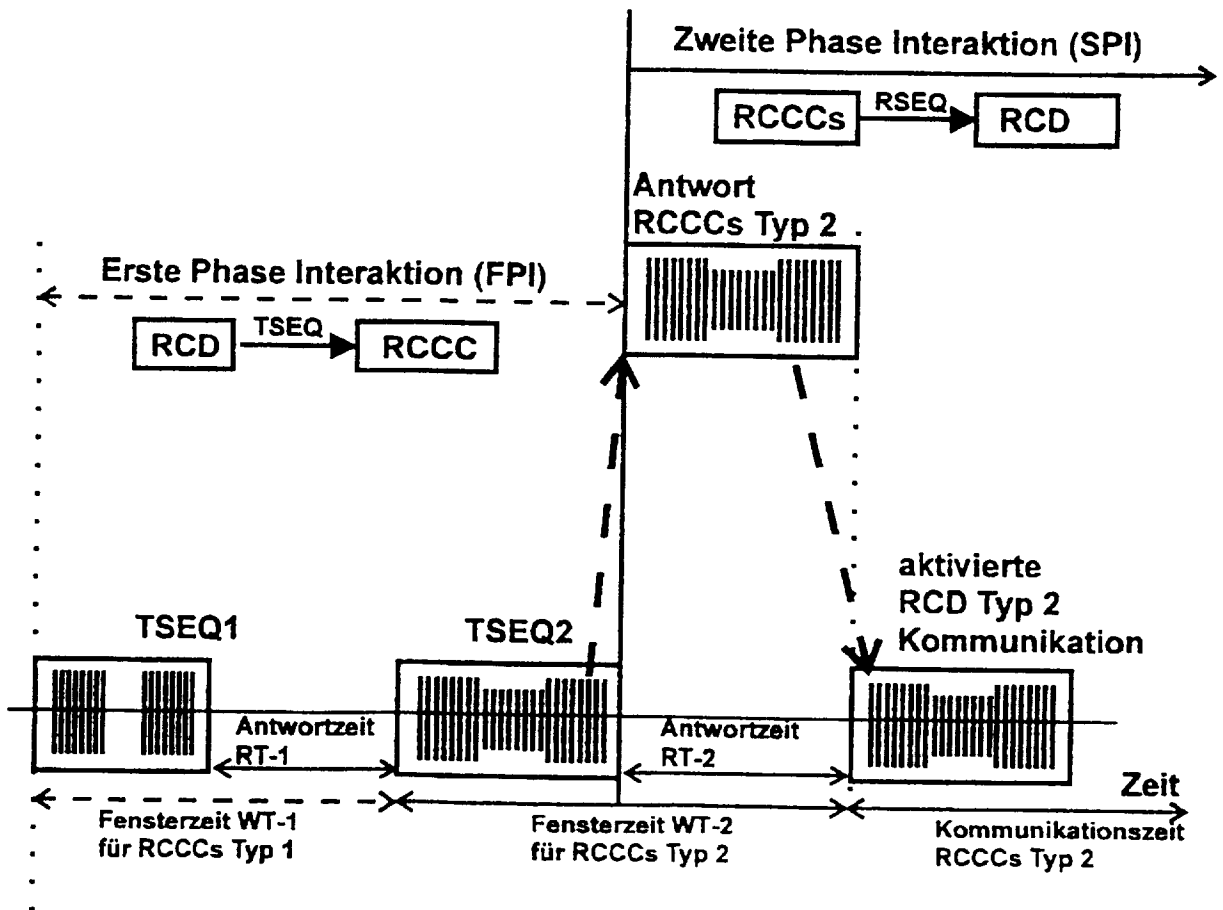 Zweite Phase Interaktion (SPI)
RCCCs
RSEQ
RCD
Antwort
RCCCs Typ 2
Erste Phase Interaktion (FPI)
RCD
TSEQ
RCCC
aktivierte
RCD Typ 2
Kommunikation
TSEQ1
TSEQ2
Antwortzeit
RT-1
Antwortzeit
RT-2
Zeit
Fensterzeit WT-1
für RCCCs Typ 1
Fensterzeit WT-2
für RCCCs Typ 2
Kommunikationszeit
RCCCs Typ 2